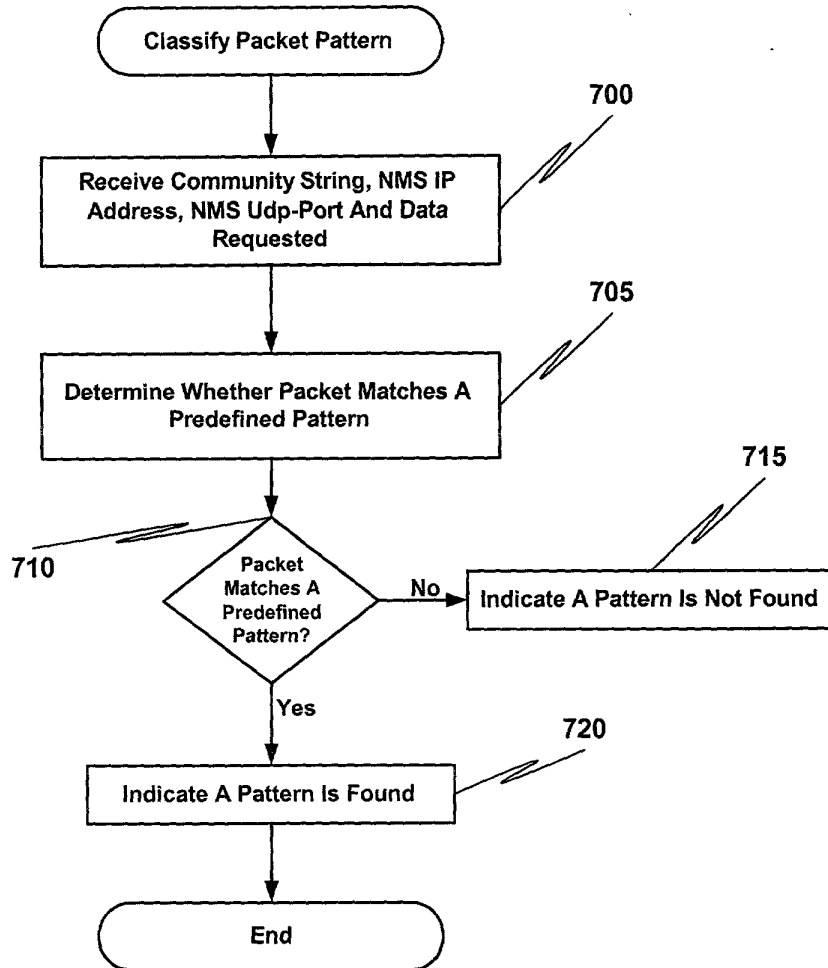 Classify Packet Pattern
700
Receive Community String, NMS IP
Address, NMS Udp-Port And Data
Requested
705
Determine Whether Packet Matches A
Predefined Pattern
715
710
Packet
Matches A
Predefined
Pattern?
No
Indicate A Pattern Is Not Found
Yes
720
Indicate A Pattern Is Found
End